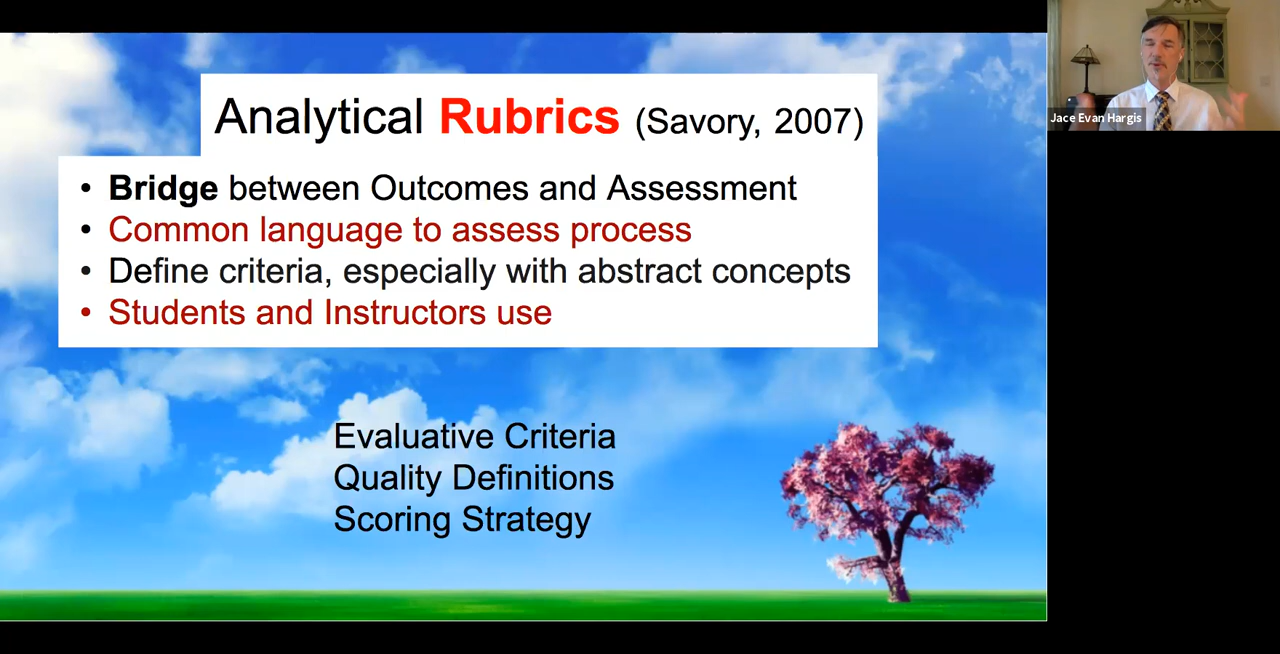 Analytical Rubrics (Savory, 2007)
• Bridge between Outcomes and Assessment
• Common language to assess process
• Define criteria, especially with abstract concepts
• Students and Instructors use
Evaluative Criteria
Quality Definitions
Scoring Strategy
Jace Evan Hargis